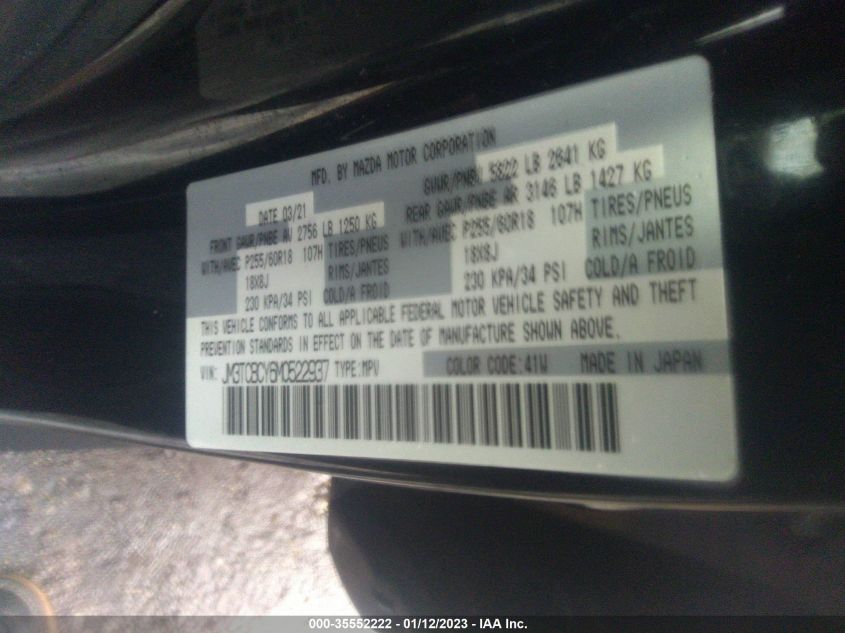 MFD. BY MAZDA MOTOR CORPORATION
DATE 03/21
GVWR/PNBV 5822 LB 2641 KG
FRONT GAWR/PNBE AV 2756 LB 1250 KG
REAR GAWR/PNBE AR 3146 LB 1427 KG
WITH/AVEC P255/60R18 107H TIRES/PNEUS
18X8J RIMS/JANTES
230 KPA/34 PSI COLD/A FROID
WITH/AVEC P255/60R18 107H TIRES/PNEUS
18X8J RIMS/JANTES
230 KPA/34 PSI COLD/A FROID
THIS VEHICLE CONFORMS TO ALL APPLICABLE FEDERAL MOTOR VEHICLE SAFETY AND THEFT
PREVENTION STANDARDS IN EFFECT ON THE DATE OF MANUFACTURE SHOWN ABOVE.
VIN: JM3TCBCY6M0522937 TYPE:MPV COLOR CODE:41W MADE IN JAPAN
000-35552222 - 01/12/2023 - IAA Inc.